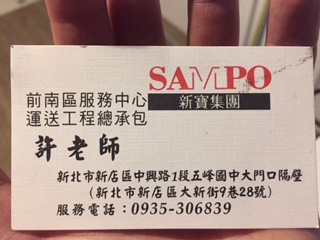 SAMPO
新寶集團
前南區服務中心
運送工程總承包
許老師
新北市新店區中興路1段五峰國中大門口隔壁
(新北市新店區大新街9巷28號)
服務電話：0935-306839